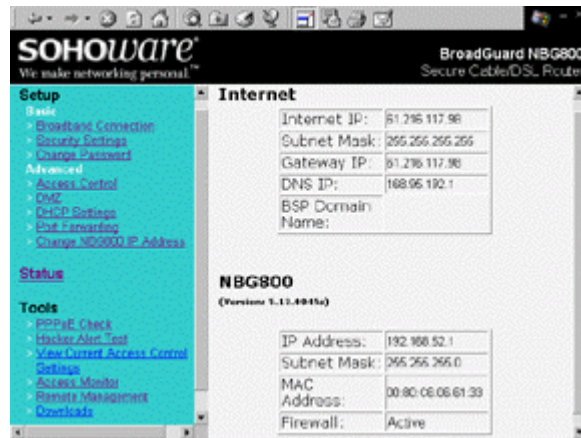 SOHOware
We make networking personal.™
BroadGuard NBG800
Secure Cable/DSL Router
Setup
Basic
> Broadband Connection
> Security Settings
> Change Password
Advanced
> Access Control
> DMZ
> DHCP Settings
> Port Forwarding
> Change NBG800 IP Address
Status
Tools
> PPPoE Check
> Hacker Alert Test
> View Current Access Control
Settings
> Access Monitor
> Remote Management
> Downloads
Internet
Internet IP: 61.216.117.98
Subnet Mask: 255.255.255.255
Gateway IP: 61.216.117.98
DNS IP: 168.95.192.1
BSP Domain
Name:
NBG800
IP Address: 192.168.52.1
Subnet Mask: 255.255.255.0
MAC
Address: 00:80:C6:06:61:33
Firewall: Active